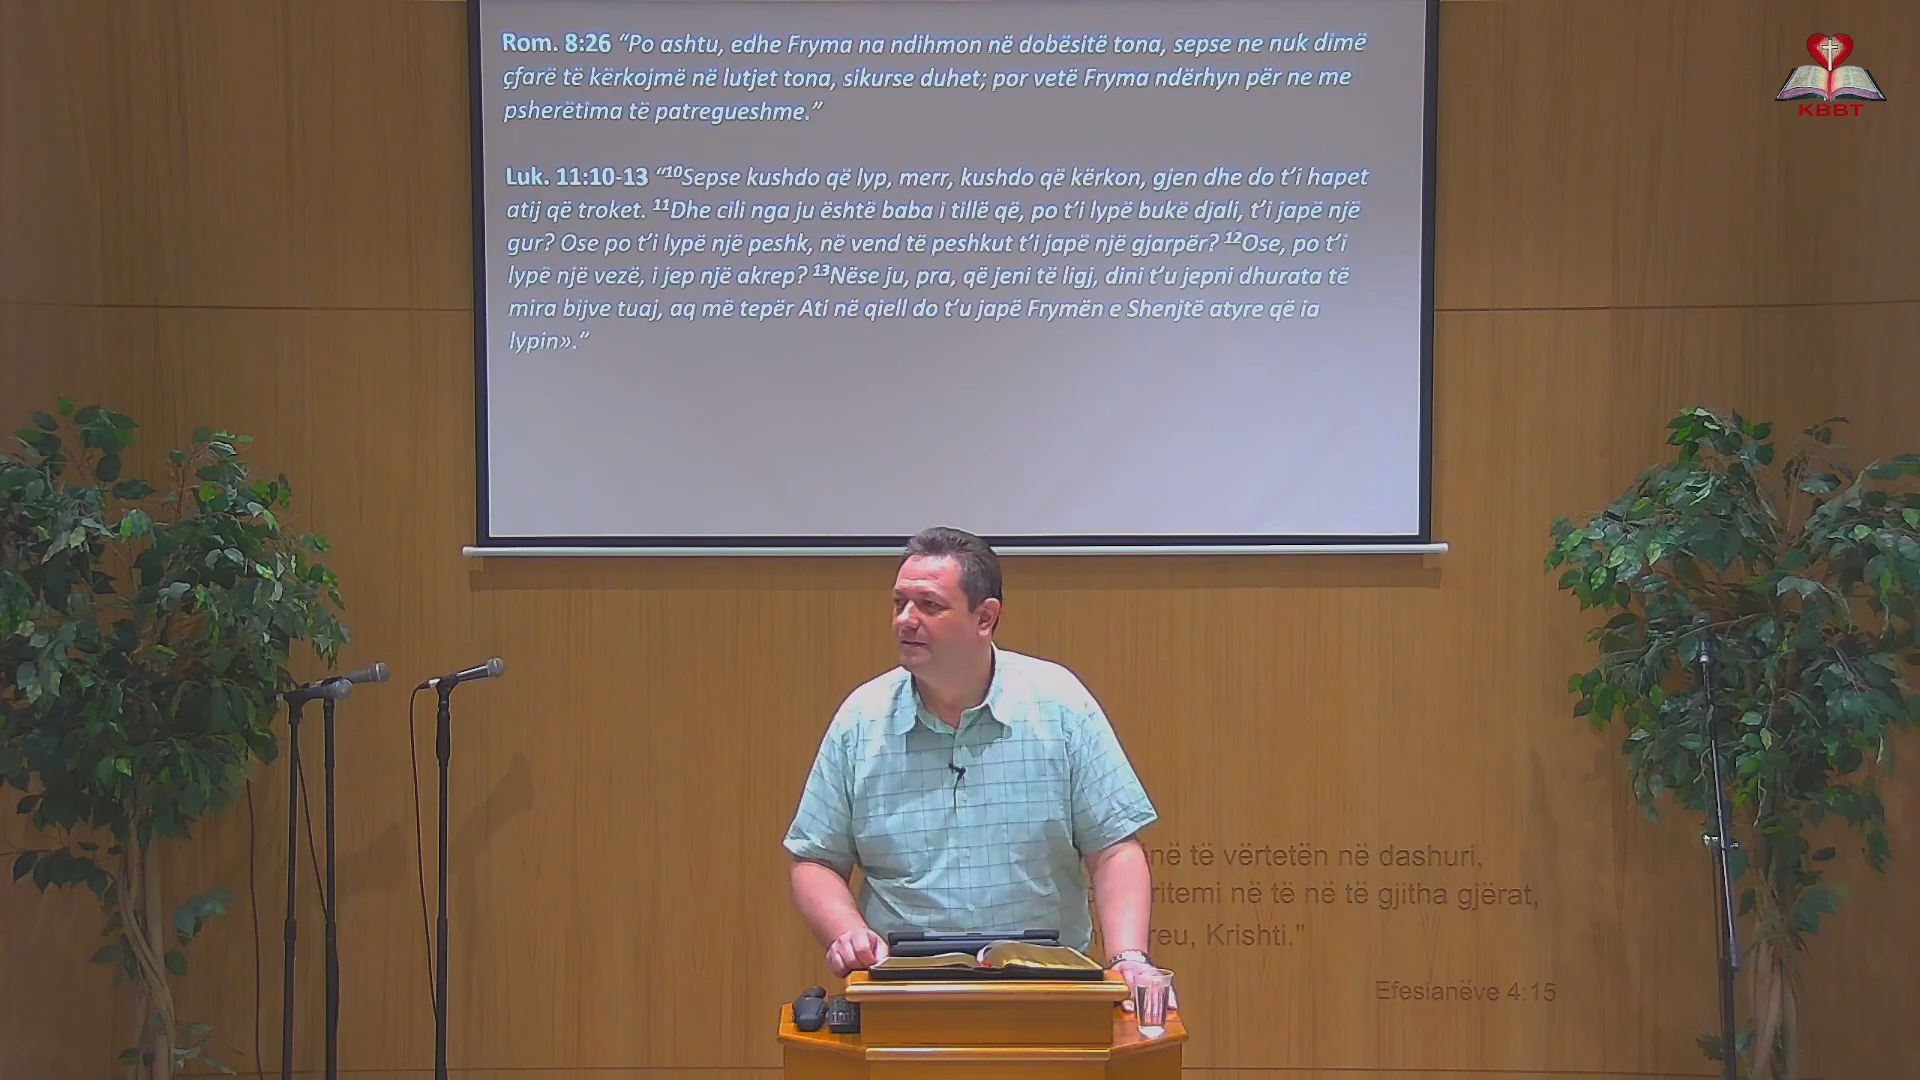 Rom. 8:26 “Po ashtu, edhe Fryma na ndihmon në dobësitë tona, sepse ne nuk dimë
çfarë të kërkojmë në lutjet tona, sikurse duhet; por vetë Fryma ndërhyn për ne me
psherëtima të patregueshme.”
Luk. 11:10-13 “¹⁰Sepse kushdo që lyp, merr, kushdo që kërkon, gjen dhe do t’i hapet
atij që troket. ¹¹Dhe cili nga ju është baba i tillë që, po t’i lypë bukë djali, t’i japë një
gur? Ose po t’i lypë një peshk, në vend të peshkut t’i japë një gjarpër? ¹²Ose, po t’i
lypë një vezë, i jep një akrep? ¹³Nëse ju, pra, që jeni të ligj, dini t’u jepni dhurata të
mira bijve tuaj, aq më tepër Ati në qiell do t’u japë Frymën e Shenjtë atyre që ia
lypin».”
KBBT
në të vërtetën në dashuri,
ritemi në të në të gjitha gjërat,
reu, Krishti."
Efesianëve 4:15